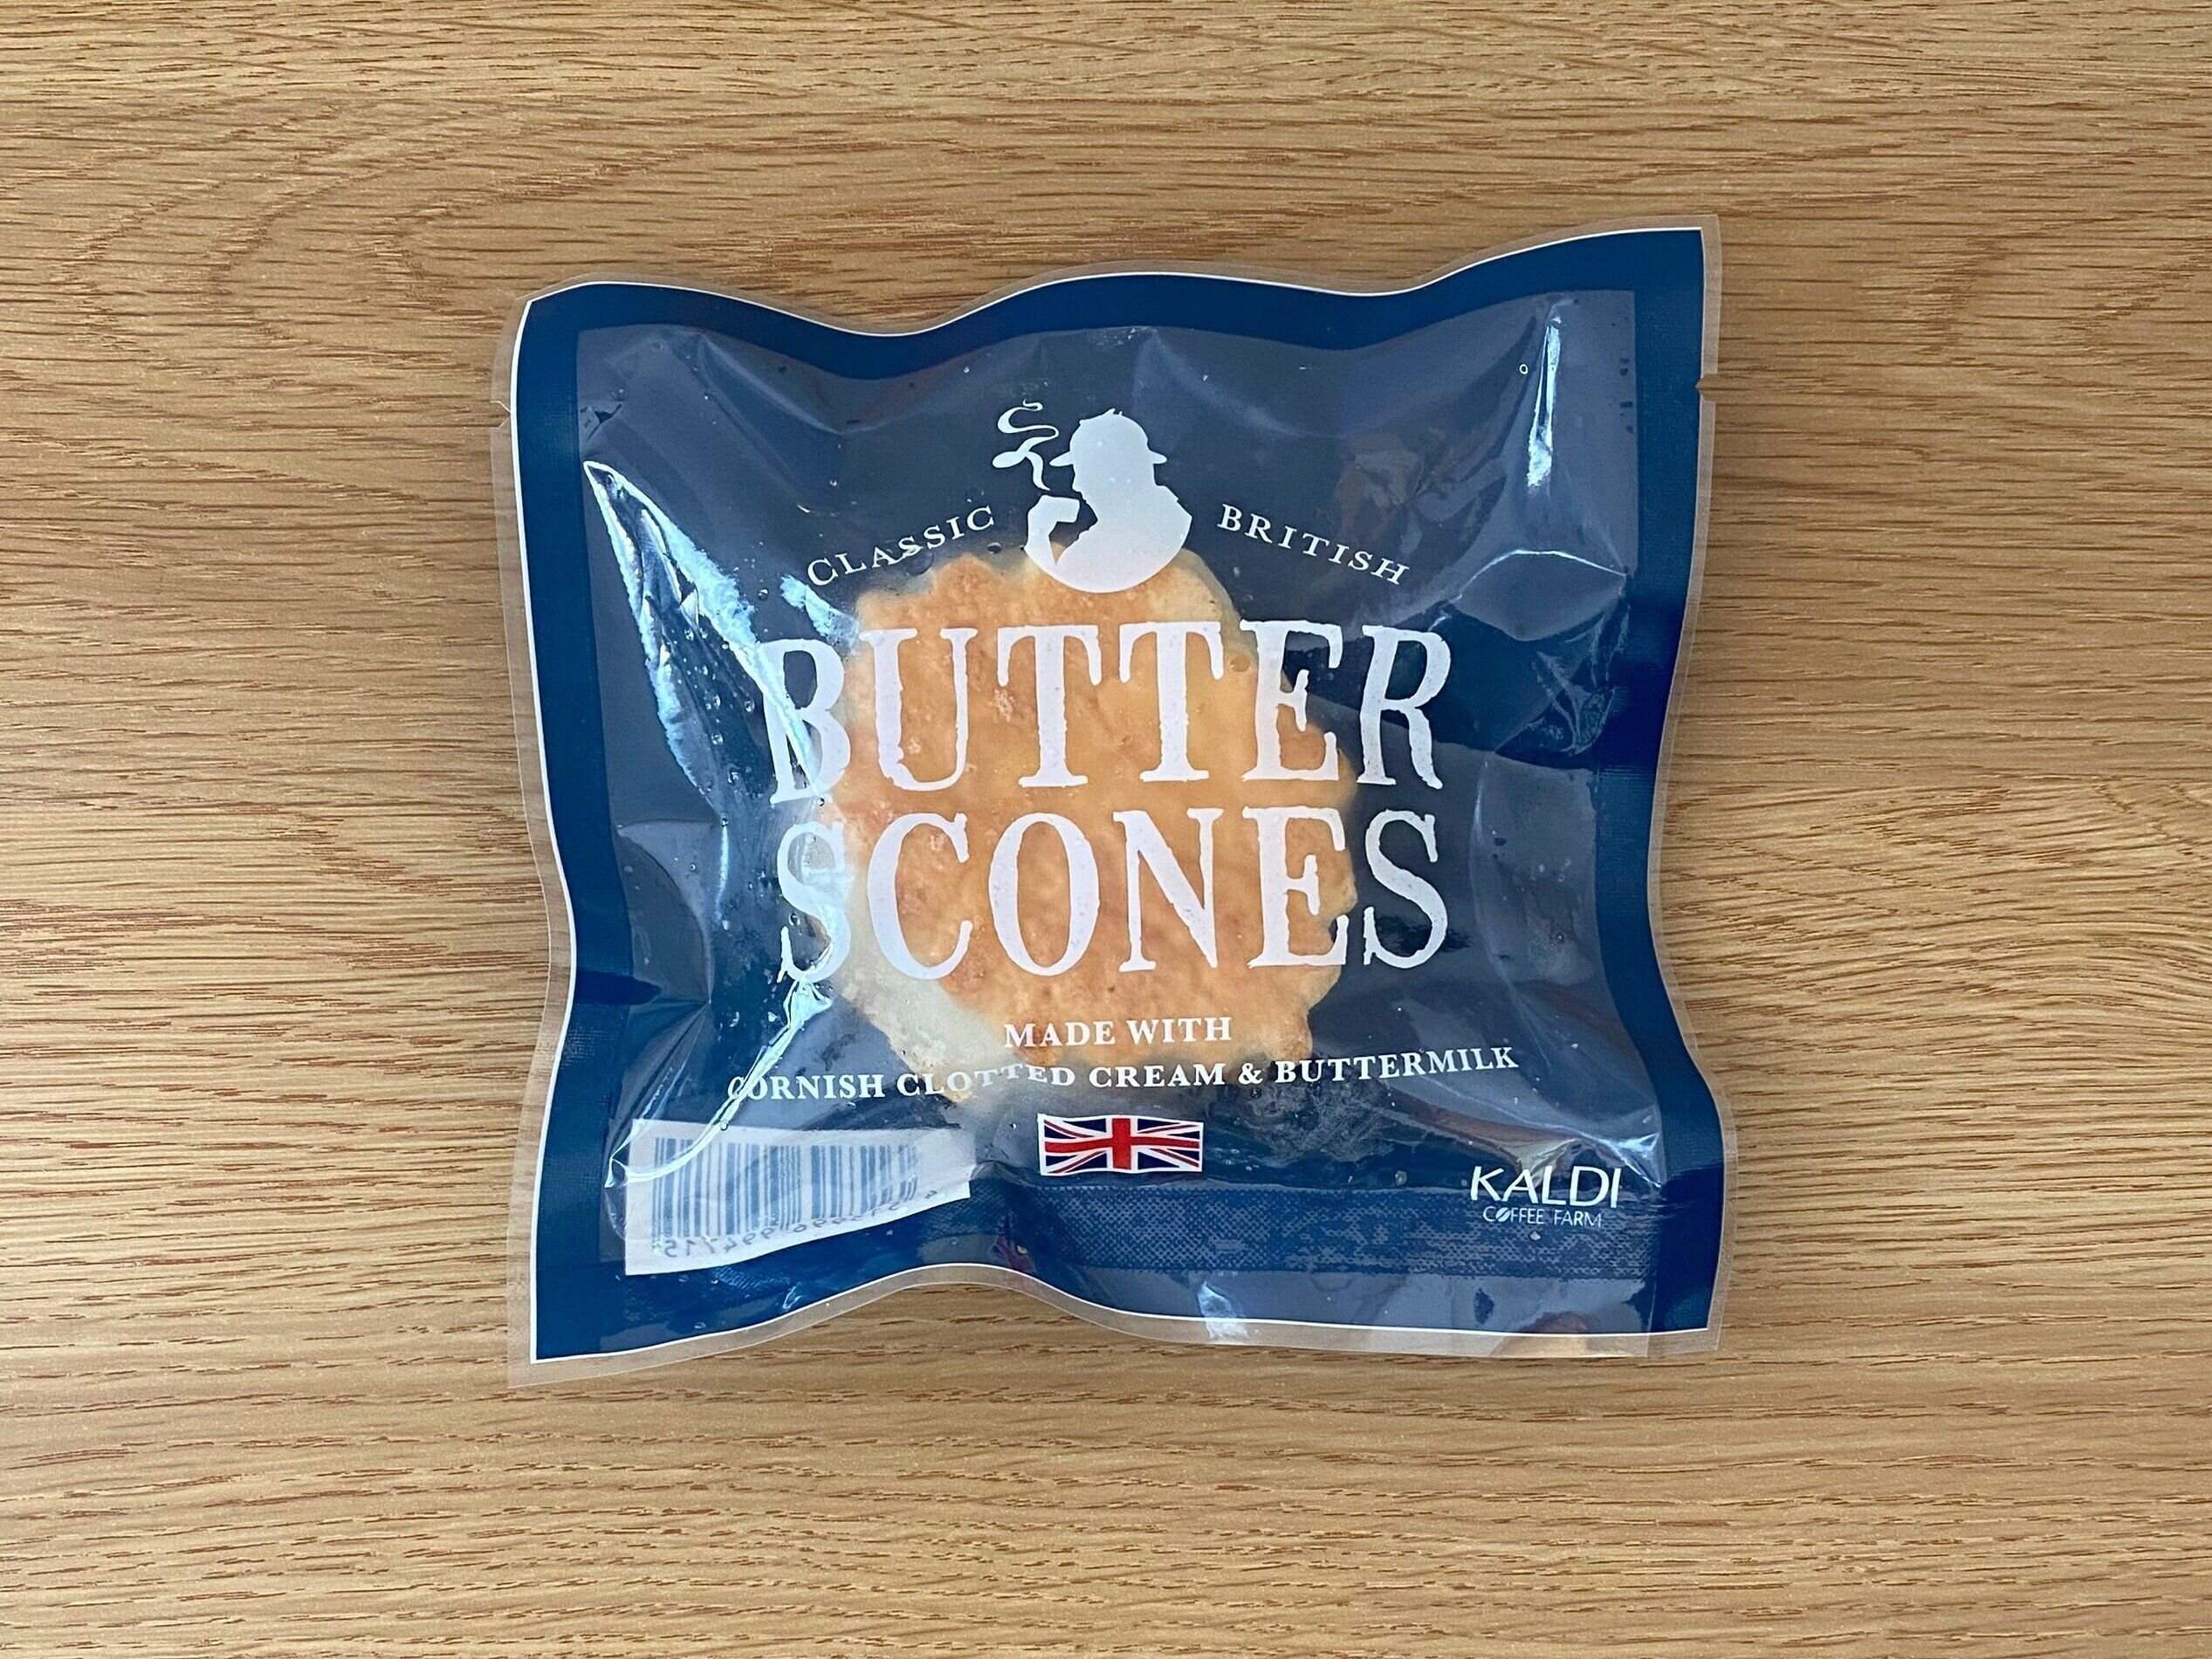 CLASSIC BRITISH
BUTTER
SCONES
MADE WITH
CORNISH CLOTTED CREAM & BUTTERMILK
KALDI
COFFEE FARM